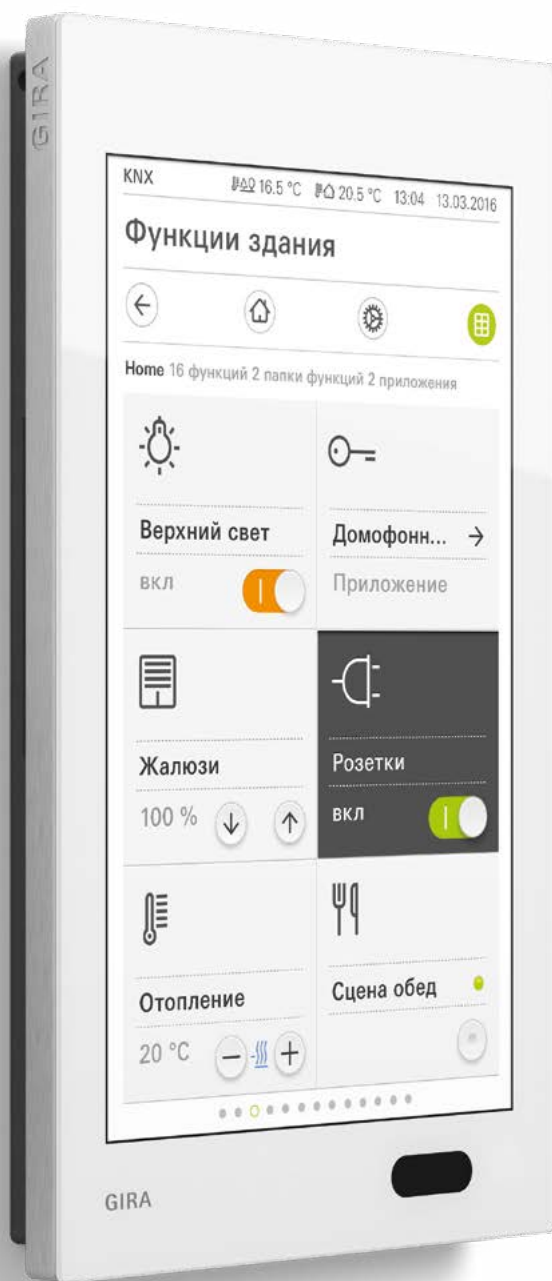 GIRA
KNX 16.5 °C 20.5 °C 13:04 13.03.2016
Функции здания
Home 16 функций 2 папки функций 2 приложения
Верхний свет
вкл
Домофонн... →
Приложение
Жалюзи
100 % ↓ ↑
Розетки
вкл
Отопление
20 °C − +
Сцена обед
GIRA